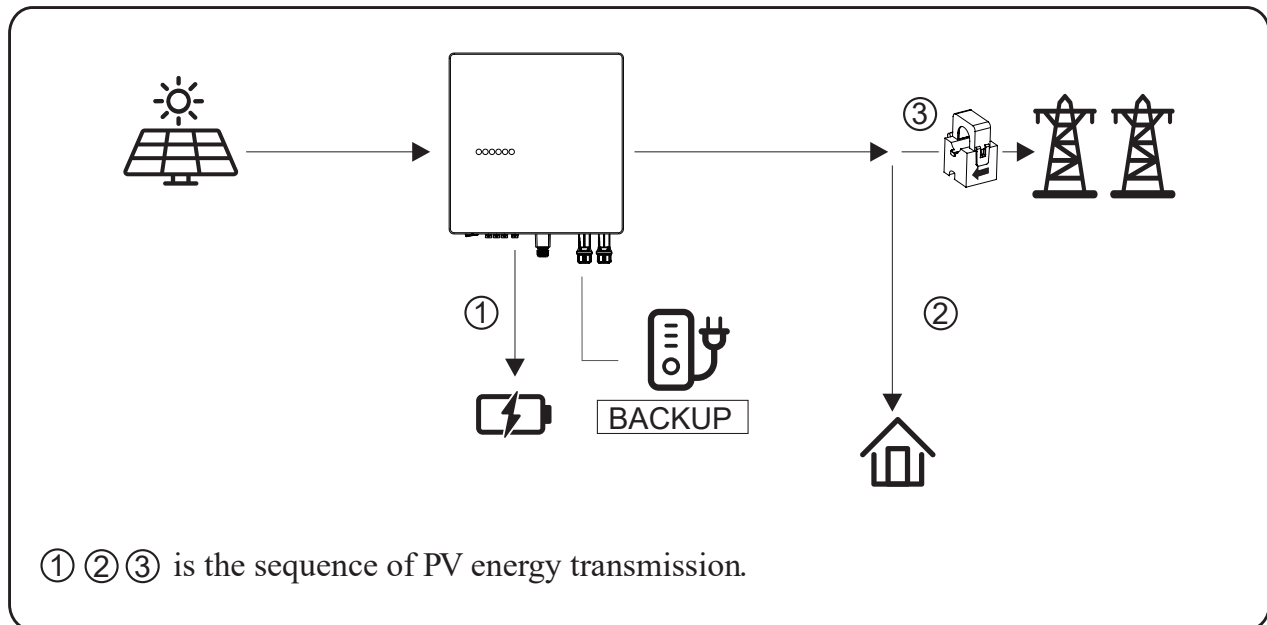 ③
①
②
BACKUP
① ② ③ is the sequence of PV energy transmission.